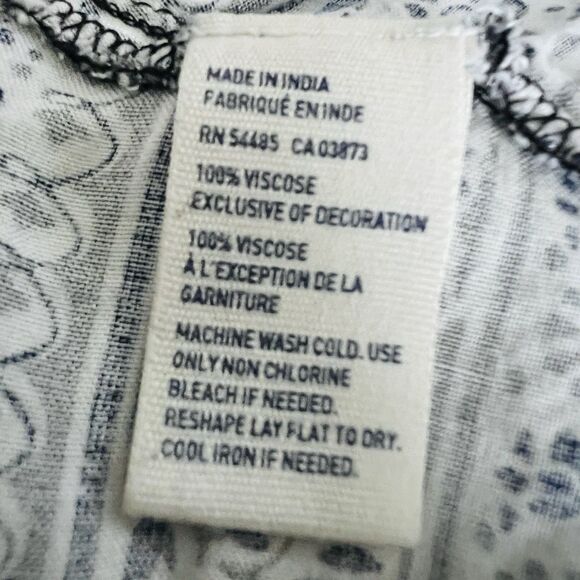 MADE IN INDIA
FABRIQUÉ EN INDE
RN 54485 CA 03873
100% VISCOSE
EXCLUSIVE OF DECORATION
100% VISCOSE
À L'EXCEPTION DE LA
GARNITURE
MACHINE WASH COLD. USE
ONLY NON CHLORINE
BLEACH IF NEEDED.
RESHAPE LAY FLAT TO DRY.
COOL IRON IF NEEDED.